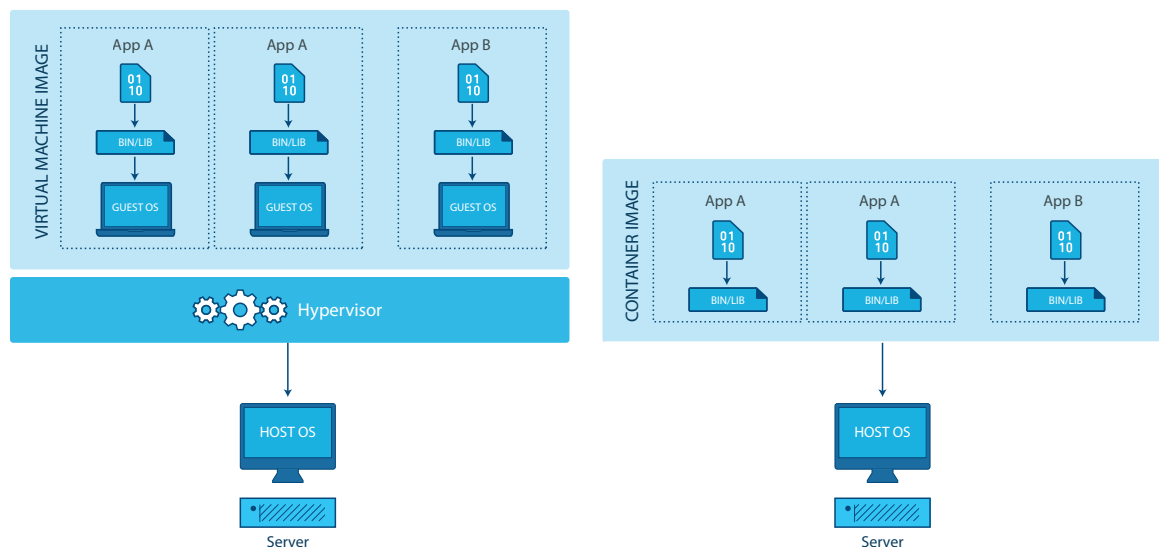 VIRTUAL MACHINE IMAGE
App A
App A
App B
01
10
01
10
01
10
BIN/LIB
BIN/LIB
BIN/LIB
GUEST OS
GUEST OS
GUEST OS
Hypervisor
HOST OS
Server
CONTAINER IMAGE
App A
App A
App B
01
10
01
10
01
10
BIN/LIB
BIN/LIB
BIN/LIB
HOST OS
Server